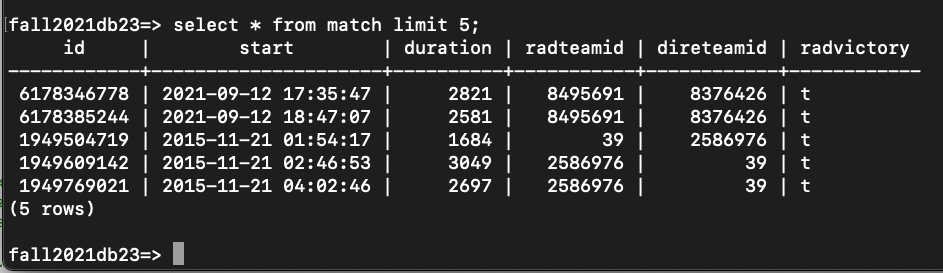 fall2021db23=> select * from match limit 5;
     id     |        start        | duration | radteamid | direteamid | radvictory
------------+---------------------+----------+-----------+------------+------------
 6178346778 | 2021-09-12 17:35:47 |     2821 |   8495691 |    8376426 | t
 6178385244 | 2021-09-12 18:47:07 |     2581 |   8495691 |    8376426 | t
 1949504719 | 2015-11-21 01:54:17 |     1684 |        39 |    2586976 | t
 1949609142 | 2015-11-21 02:46:53 |     3049 |   2586976 |         39 | t
 1949769021 | 2015-11-21 04:02:46 |     2697 |   2586976 |         39 | t
(5 rows)
fall2021db23=>